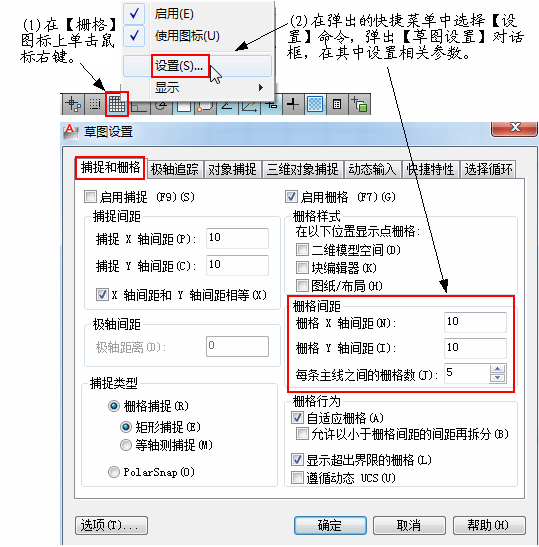 (1)在【栅格】
图标上单击鼠
标右键。
启用(E)
使用图标(U)
设置(S)...
显示
(2)在弹出的快捷菜单中选择【设
置】命令，弹出【草图设置】对话
框，在其中设置相关参数。
草图设置
捕捉和栅格 极轴追踪 对象捕捉 三维对象捕捉 动态输入 快捷特性 选择循环
启用捕捉 (F9)(S)
捕捉间距
捕捉 X 轴间距(P): 10
捕捉 Y 轴间距(C): 10
X 轴间距和 Y 轴间距相等(X)
极轴间距
极轴距离(D): 0
捕捉类型
栅格捕捉(R)
矩形捕捉(E)
等轴测捕捉(M)
PolarSnap(O)
启用栅格 (F7)(G)
栅格样式
在以下位置显示点栅格:
二维模型空间(D)
块编辑器(K)
图纸/布局(H)
栅格间距
栅格 X 轴间距(N): 10
栅格 Y 轴间距(I): 10
每条主线之间的栅格数(J): 5
栅格行为
自适应栅格(A)
允许以小于栅格间距的间距再拆分(B)
显示超出界限的栅格(L)
遵循动态 UCS(U)
选项(T)... 确定 取消 帮助(H)